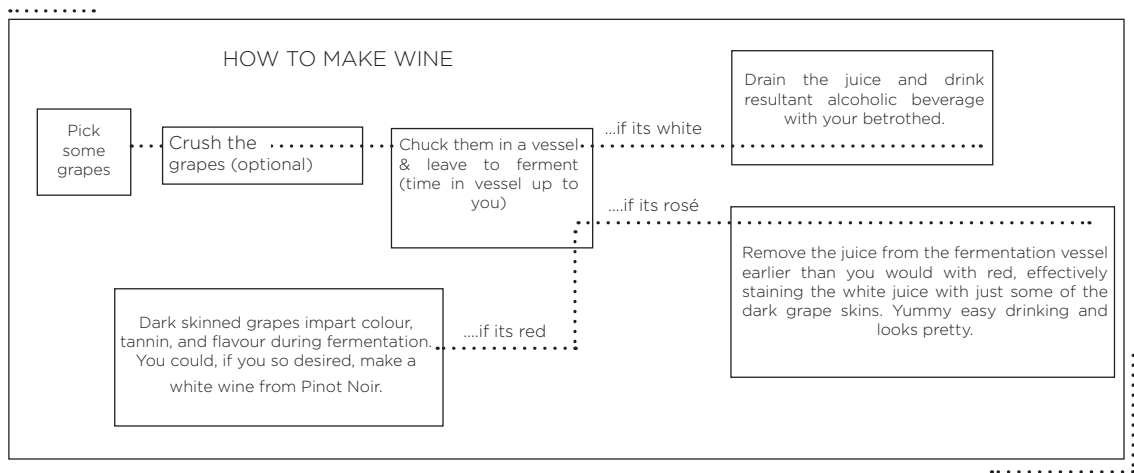 HOW TO MAKE WINE
Pick
some
grapes
Crush the
grapes (optional)
Chuck them in a vessel
& leave to ferment
(time in vessel up to
you)
...if its white
Drain the juice and drink
resultant alcoholic beverage
with your betrothed.
....if its rosé
Remove the juice from the fermentation vessel
earlier than you would with red, effectively
staining the white juice with just some of the
dark grape skins. Yummy easy drinking and
looks pretty.
....if its red
Dark skinned grapes impart colour,
tannin, and flavour during fermentation.
You could, if you so desired, make a
white wine from Pinot Noir.